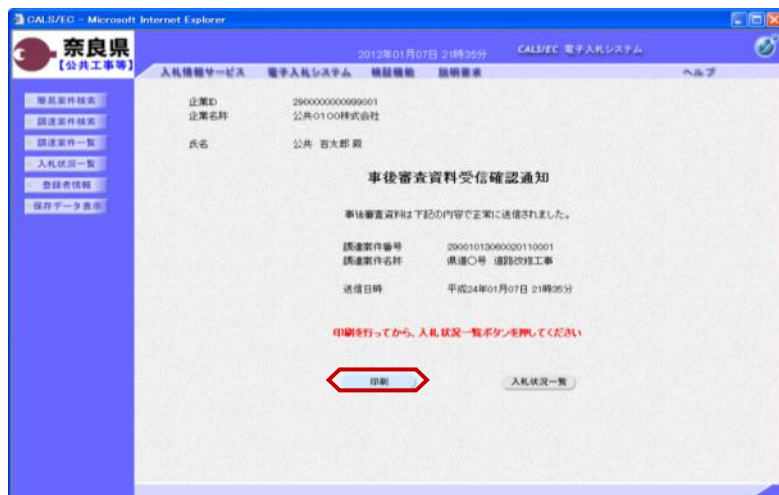 CALS/EC - Microsoft Internet Explorer
奈良県
【公共工事等】
2012年01月07日 21時35分
CALS/EC 電子入札システム
入札情報サービス 電子入札システム 検証機能 説明要求 ヘルプ
簡易案件検索
調達案件検索
調達案件一覧
入札状況一覧
登録者情報
保存データ表示
企業ID 2900000000999001
企業名称 公共0100株式会社
氏名 公共 百太郎 殿
事後審査資料受信確認通知
事後審査資料は下記の内容で正常に送信されました。
調達案件番号 29001013060020110001
調達案件名称 県道〇号 道路改修工事
送信日時 平成24年01月07日 21時35分
印刷を行ってから、入札状況一覧ボタンを押してください
印刷
入札状況一覧